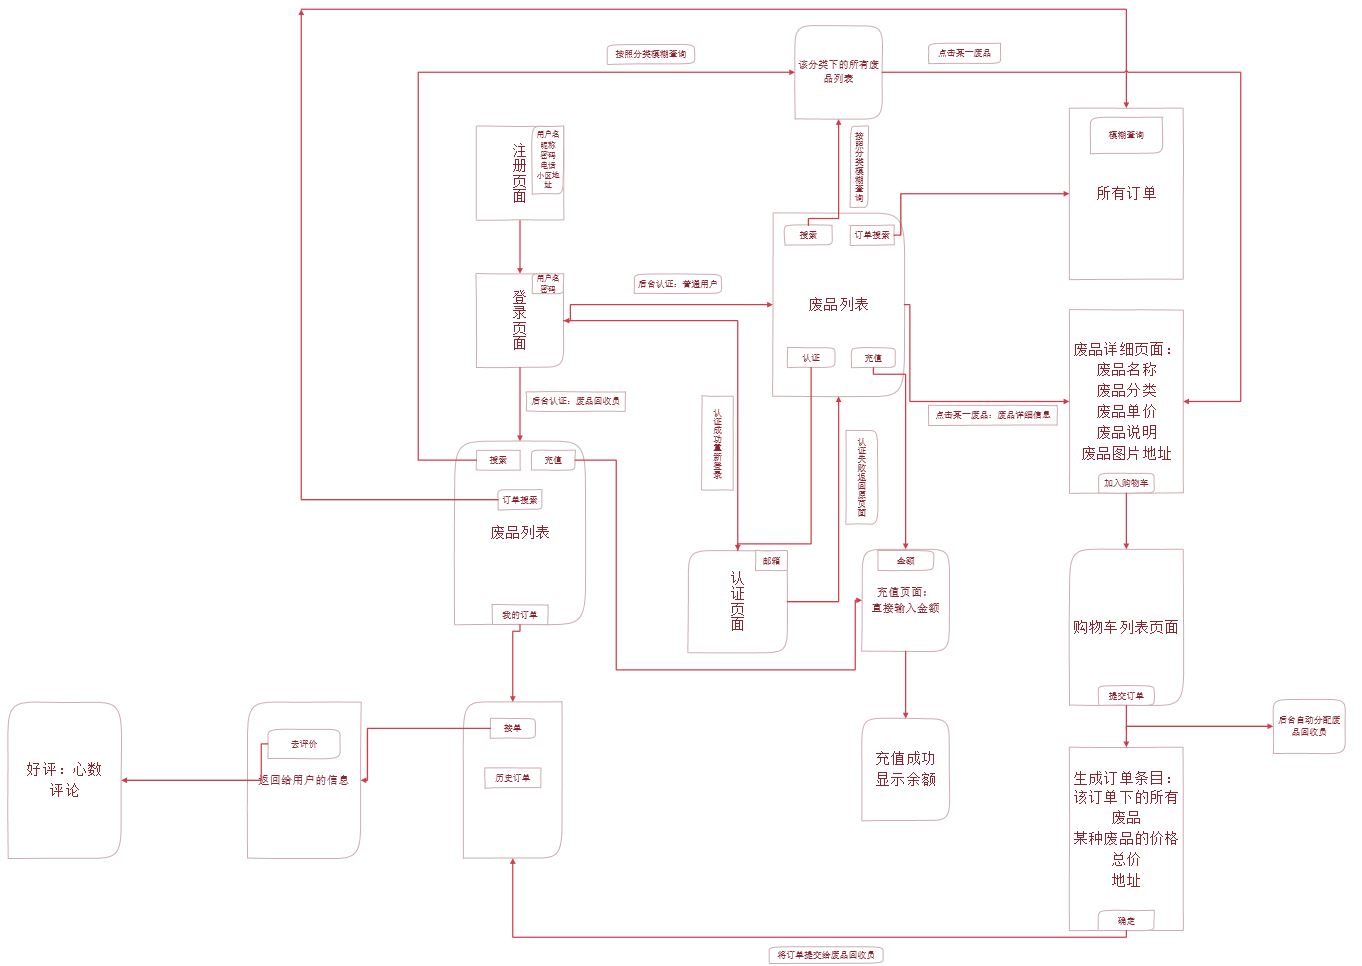 按照分类模糊查询
该分类下的所有废
品列表
点击某一废品
模糊查询
所有订单
注册页面
用户名
昵称
密码
电话
小区地
址
按照分类模糊查询
搜索
订单搜索
废品列表
认证
充值
登录页面
用户名
密码
后台认证：普通用户
后台认证：废品回收员
认证成功重新登录
认证失败返回原页面
点击某一废品：废品详细信息
废品详细页面：
废品名称
废品分类
废品单价
废品说明
废品图片地址
加入购物车
搜索
充值
订单搜索
废品列表
我的订单
邮箱
认证页面
金额
充值页面：
直接输入金额
购物车列表页面
提交订单
后台自动分配废
品回收员
好评：心数
评论
去评价
返回给用户的信息
接单
历史订单
充值成功
显示余额
生成订单条目：
该订单下的所有
废品
某种废品的价格
总价
地址
确定
将订单提交给废品回收员